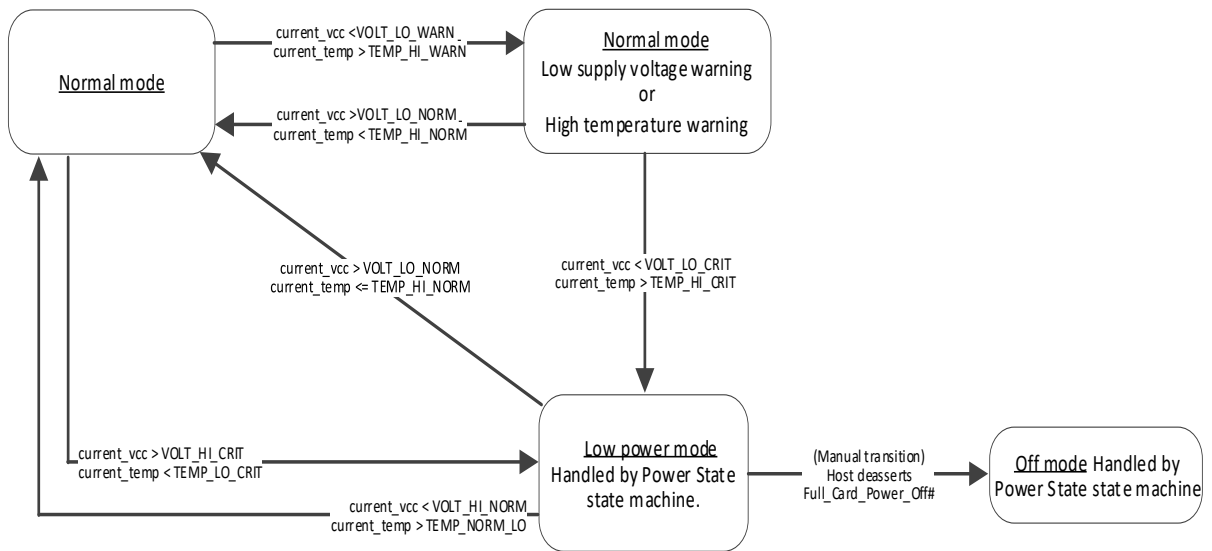 current_vcc <VOLT_LO_WARN
current_temp > TEMP_HI_WARN
Normal mode
Normal mode
Low supply voltage warning
or
High temperature warning
current_vcc >VOLT_LO_NORM
current_temp < TEMP_HI_NORM
current_vcc > VOLT_LO_NORM
current_temp <= TEMP_HI_NORM
current_vcc < VOLT_LO_CRIT
current_temp > TEMP_HI_CRIT
current_vcc > VOLT_HI_CRIT
current_temp < TEMP_LO_CRIT
current_vcc < VOLT_HI_NORM
current_temp > TEMP_NORM_LO
Low power mode
Handled by Power State
state machine.
(Manual transition)
Host deasserts
Full_Card_Power_Off#
Off mode Handled by
Power State state machine